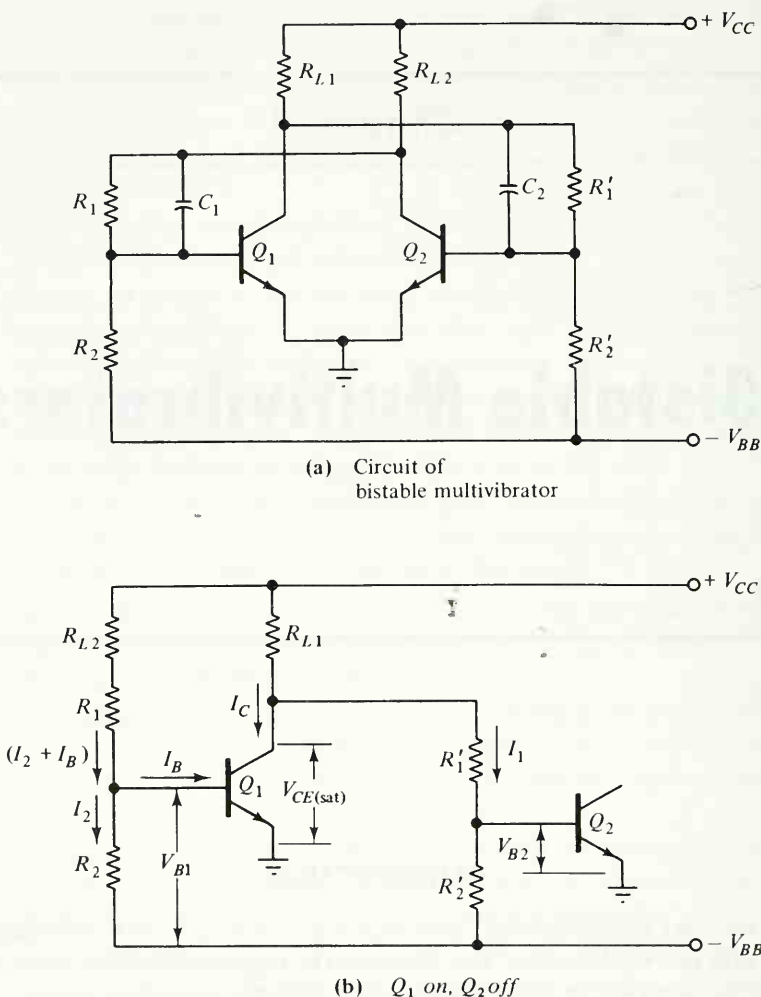 + V_CC
R_L1
R_L2
R_1
C_1
C_2
R'_1
Q_1
Q_2
R_2
R'_2
− V_BB
(a) Circuit of
bistable multivibrator
+ V_CC
R_L2
R_L1
R_1
I_C
(I_2 + I_B)
I_B
Q_1
V_CE(sat)
R'_1
I_1
I_2
Q_2
R_2
V_B1
V_B2
R'_2
− V_BB
(b) Q_1 on, Q_2 off